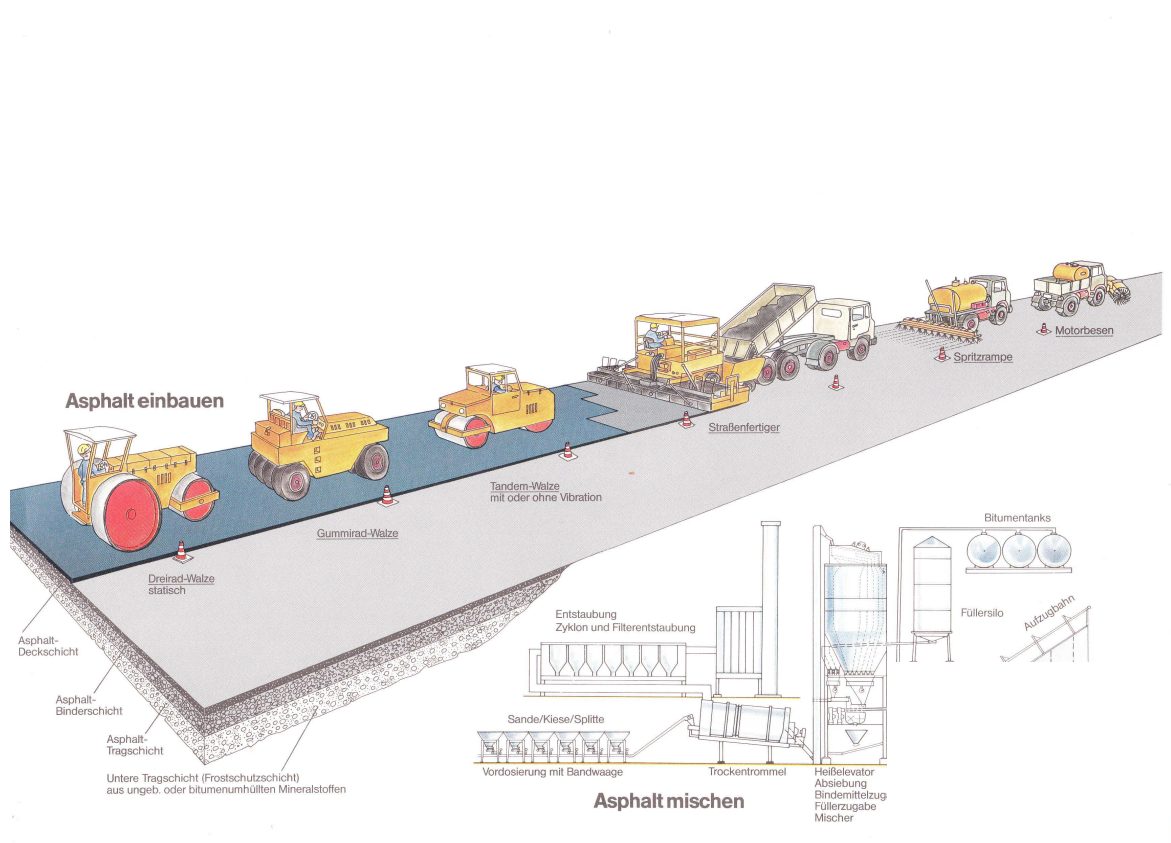 Motorbesen
Spritzrampe
Asphalt einbauen
Straßenfertiger
Tandem-Walze
mit oder ohne Vibration
Gummirad-Walze
Dreirad-Walze
statisch
Asphalt-
Deckschicht
Asphalt-
Binderschicht
Asphalt-
Tragschicht
Untere Tragschicht (Frostschutzschicht)
aus ungeb. oder bitumenumhüllten Mineralstoffen
Bitumentanks
Füllersilo
Aufzugbahn
Entstaubung
Zyklon und Filterentstaubung
Sande/Kiese/Splitte
Vordosierung mit Bandwaage
Trockentrommel
Heißelevator
Absiebung
Bindemittelzug
Füllerzugabe
Mischer
Asphalt mischen